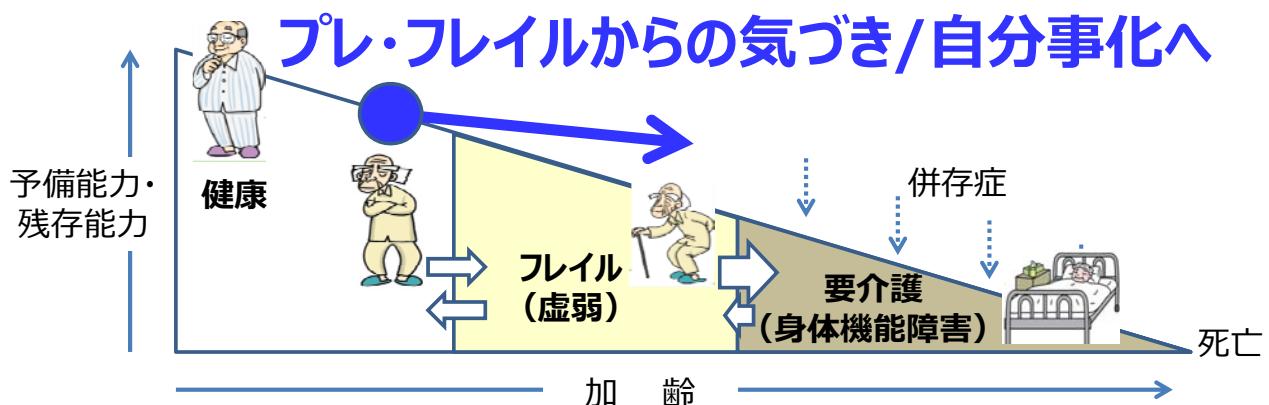 プレ・フレイルからの気づき/自分事化へ
予備能力・
残存能力
健康
併存症
フレイル
（虚弱）
要介護
（身体機能障害）
死亡
加　齢